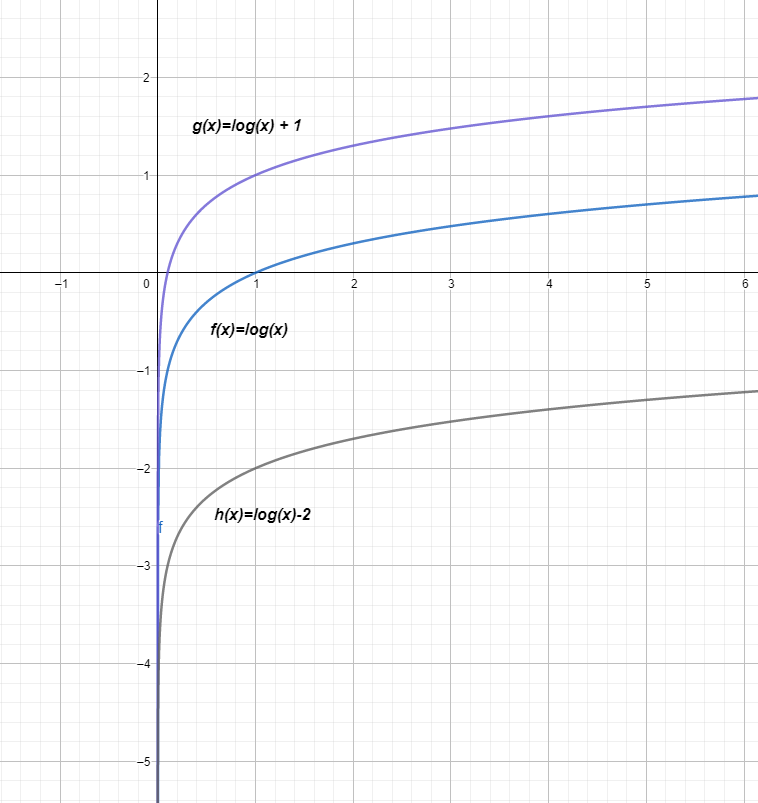 2
g(x)=log(x) + 1
1
–1 0 1 2 3 4 5 6
f(x)=log(x)
–1
–2
h(x)=log(x)-2
f
–3
–4
–5